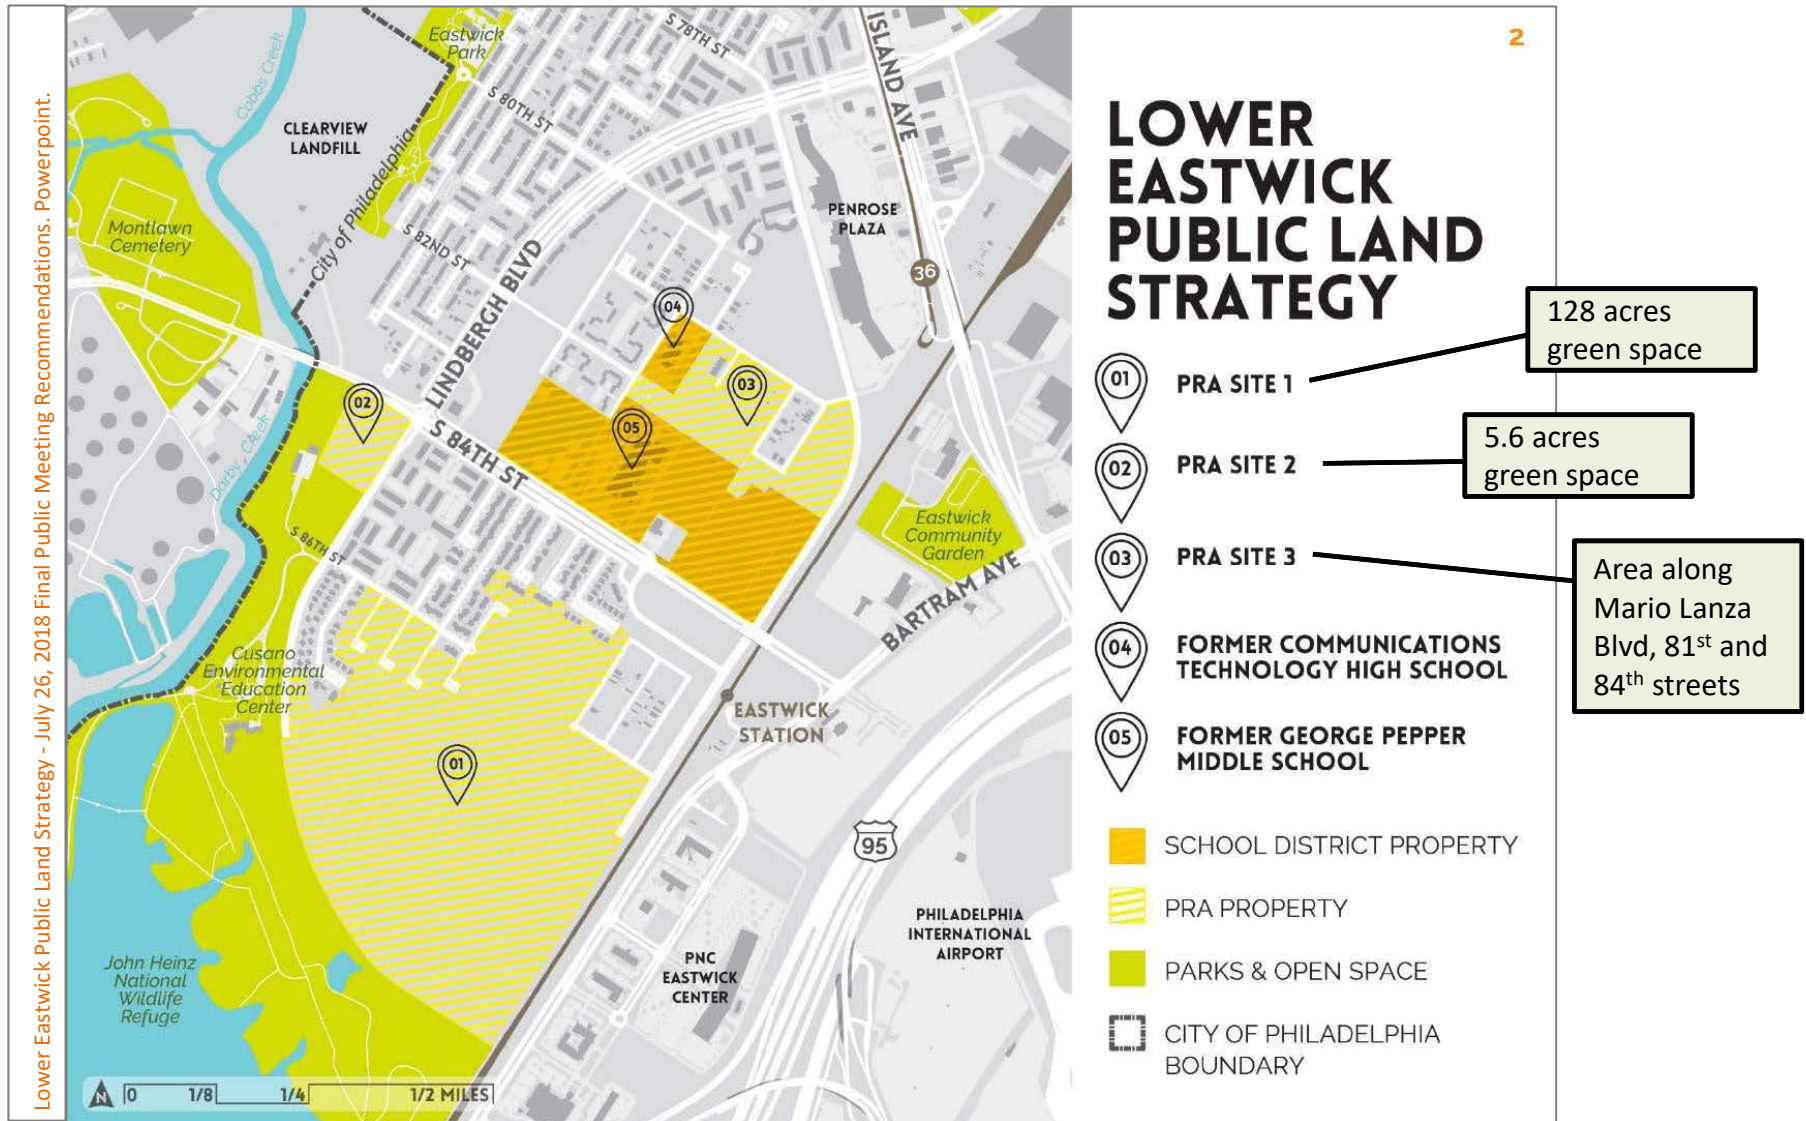 Lower Eastwick Public Land Strategy - July 26, 2018 Final Public Meeting Recommendations. Powerpoint.
Eastwick
Park
S 78TH ST
ISLAND AVE
Cobbs Creek
S 80TH ST
CLEARVIEW
LANDFILL
City of Philadelphia
Montlawn
Cemetery
S 82ND ST
LINDBERGH BLVD
PENROSE
PLAZA
36
04
03
02
05
S 84TH ST
Darby Creek
Eastwick
Community
Garden
S 86TH ST
BARTRAM AVE
Cusano
Environmental
Education
Center
EASTWICK
STATION
01
95
PHILADELPHIA
INTERNATIONAL
AIRPORT
PNC
EASTWICK
CENTER
John Heinz
National
Wildlife
Refuge
N
0 1/8 1/4 1/2 MILES
2
LOWER
EASTWICK
PUBLIC LAND
STRATEGY
01 PRA SITE 1
128 acres
green space
02 PRA SITE 2
5.6 acres
green space
03 PRA SITE 3
Area along
Mario Lanza
Blvd, 81st and
84th streets
04 FORMER COMMUNICATIONS
TECHNOLOGY HIGH SCHOOL
05 FORMER GEORGE PEPPER
MIDDLE SCHOOL
SCHOOL DISTRICT PROPERTY
PRA PROPERTY
PARKS & OPEN SPACE
CITY OF PHILADELPHIA
BOUNDARY